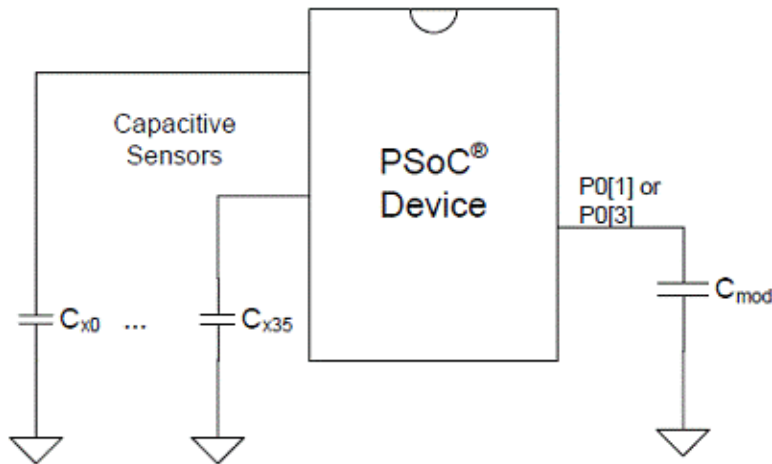 Capacitive
Sensors
PSoC®
Device
P0[1] or
P0[3]
Cx0 ... Cx35
Cmod